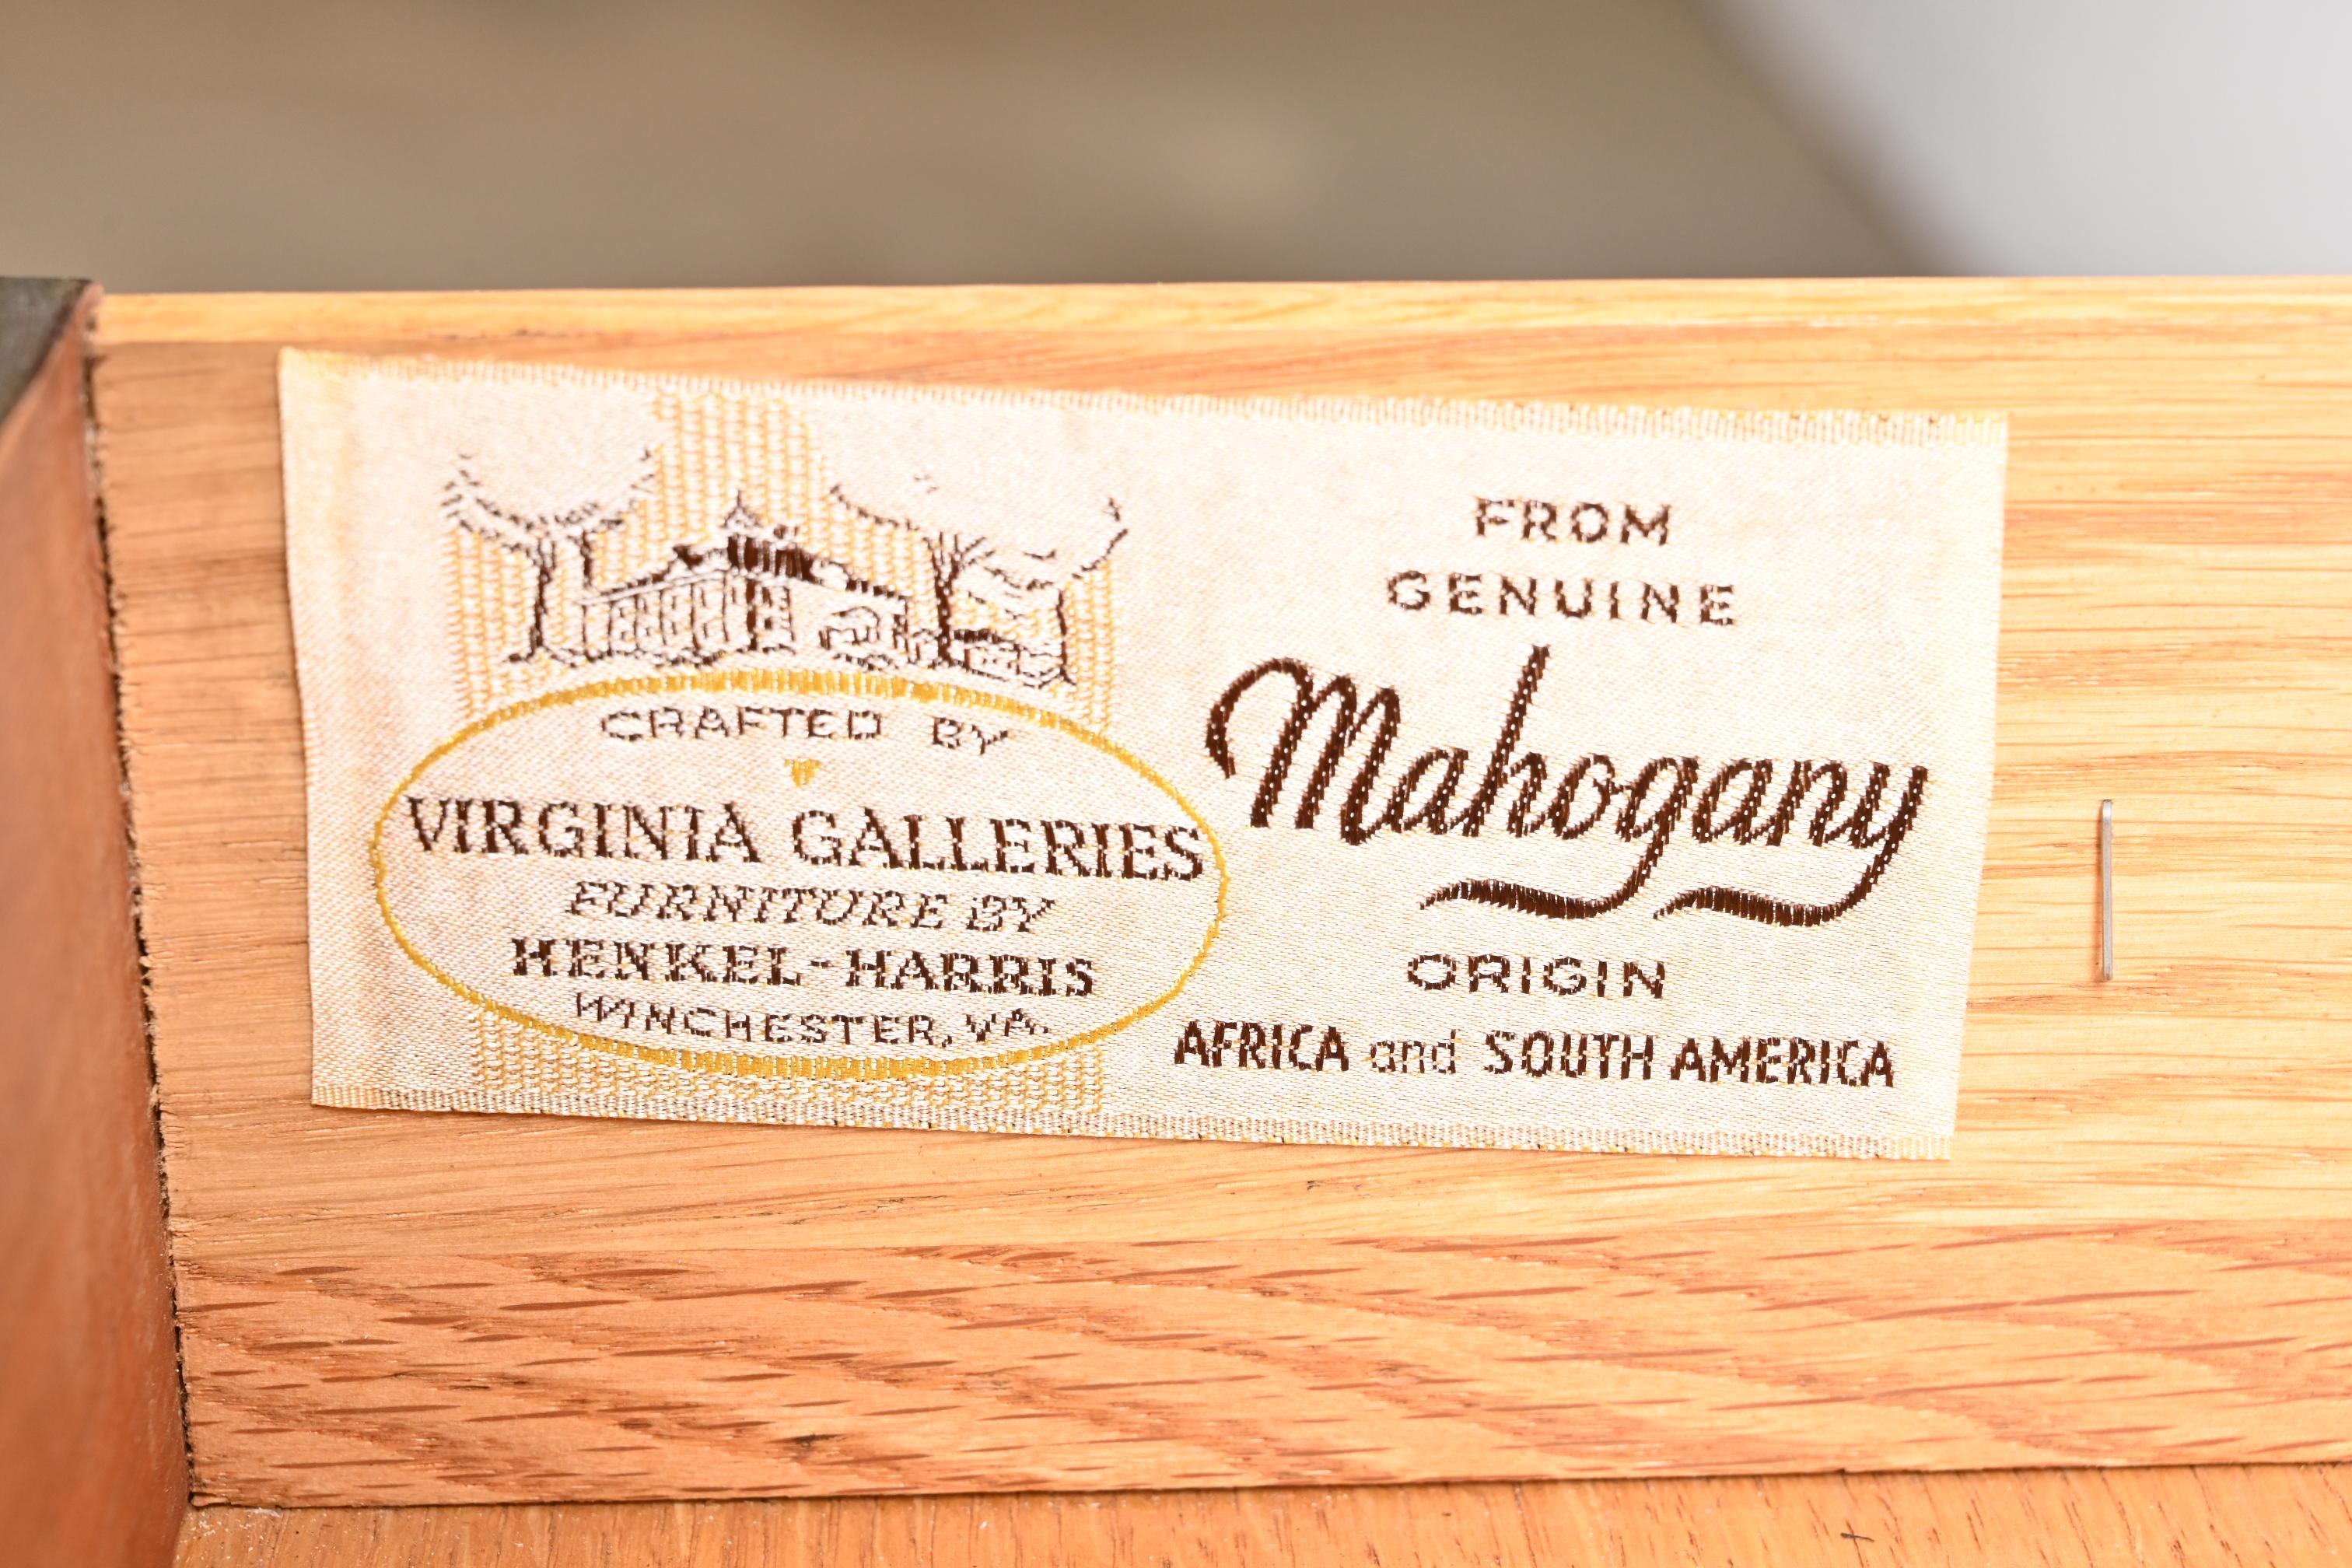 CRAFTED BY
VIRGINIA GALLERIES
FURNITURE BY
HENKEL-HARRIS
WINCHESTER, VA.
FROM
GENUINE
Mahogany
ORIGIN
AFRICA and SOUTH AMERICA